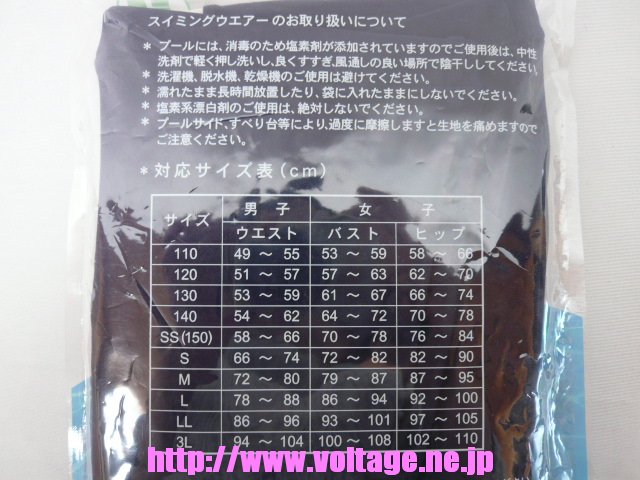 スイミングウエアーのお取り扱いについて
* プールには、消毒のため塩素剤が添加されていますのでご使用後は、中性
洗剤で軽く押し洗いし、良くすすぎ、風通しの良い場所で陰干ししてください。
* 洗濯機、脱水機、乾燥機のご使用は避けてください。
* 濡れたまま長時間放置したり、袋に入れたままにしないでください。
* 塩素系漂白剤のご使用は、絶対しないでください。
* プールサイド、すべり台等により、過度に摩擦しますと生地を痛めますので
ご注意ください。
* 対応サイズ表(cm)
サイズ 男子 女子
ウエスト バスト ヒップ
110 49 ～ 55 53 ～ 59 58 ～ 66
120 51 ～ 57 57 ～ 63 62 ～ 70
130 53 ～ 59 61 ～ 67 66 ～ 74
140 54 ～ 62 64 ～ 72 70 ～ 78
SS(150) 58 ～ 66 70 ～ 78 76 ～ 84
S 66 ～ 74 72 ～ 82 82 ～ 90
M 72 ～ 80 79 ～ 87 87 ～ 95
L 78 ～ 88 86 ～ 94 92 ～ 100
LL 86 ～ 96 93 ～ 101 97 ～ 105
3L 94 ～ 104 100 ～ 108 102 ～ 110
http://www.voltage.ne.jp